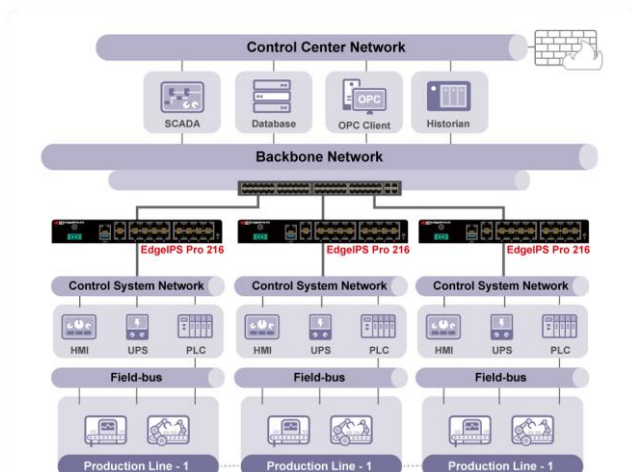 Control Center Network
SCADA
Database
OPC
OPC Client
Historian
Backbone Network
EdgeIPS Pro 216
EdgeIPS Pro 216
EdgeIPS Pro 216
Control System Network
Control System Network
Control System Network
HMI
UPS
PLC
HMI
UPS
PLC
HMI
UPS
PLC
Field-bus
Field-bus
Field-bus
Production Line - 1
Production Line - 1
Production Line - 1